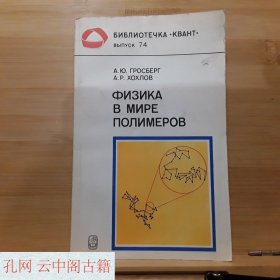 БИБЛИОТЕЧКА «КВАНТ»
ВЫПУСК 74
А. Ю. ГРОСБЕРГ
А. Р. ХОХЛОВ
ФИЗИКА
В МИРЕ
ПОЛИМЕРОВ
孔网 云中阁古籍